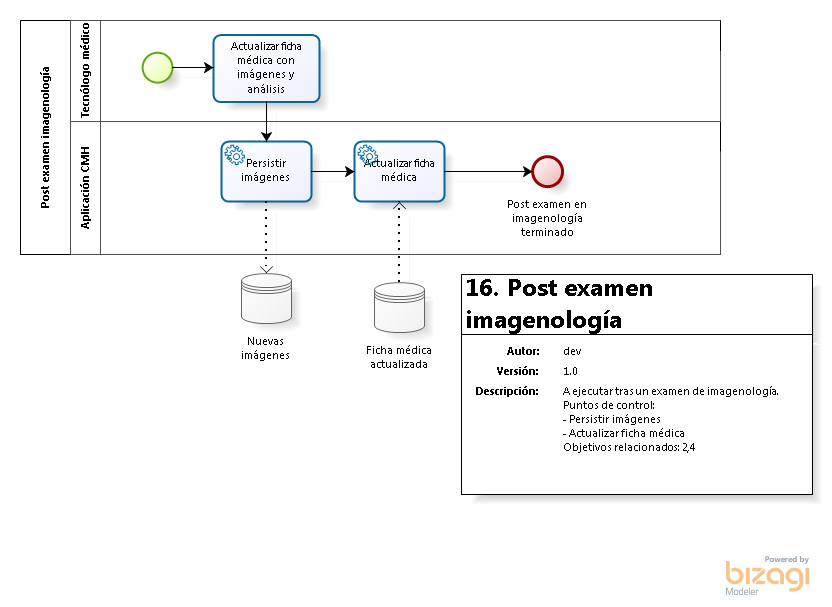 Post examen imagenología
Tecnólogo médico
Actualizar ficha
médica con
imágenes y
análisis
Aplicación CMH
Persistir
imágenes
Actualizar ficha
médica
Post examen en
imagenología
terminado
Nuevas
imágenes
Ficha médica
actualizada
16. Post examen
imagenología
Autor: dev
Versión: 1.0
Descripción: A ejecutar tras un examen de imagenología.
Puntos de control:
- Persistir imágenes
- Actualizar ficha médica
Objetivos relacionados: 2,4
Powered by
bizagi
Modeler